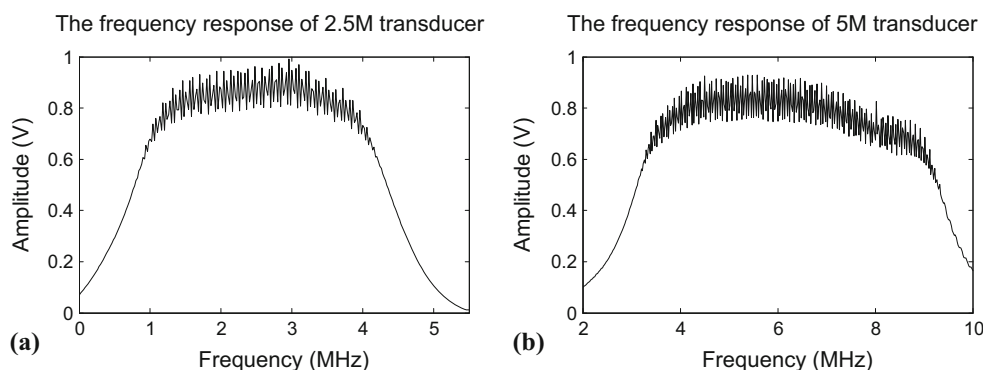 The frequency response of 2.5M transducer
1
0.8
0.6
0.4
0.2
0
Amplitude (V)
0 1 2 3 4 5
Frequency (MHz)
(a)
The frequency response of 5M transducer
1
0.8
0.6
0.4
0.2
0
Amplitude (V)
2 4 6 8 10
Frequency (MHz)
(b)